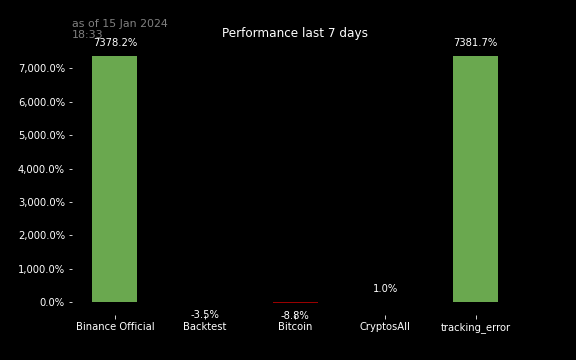 as of 15 Jan 2024
18:33
Performance last 7 days
7378.2%
7381.7%
7,000.0%
6,000.0%
5,000.0%
4,000.0%
3,000.0%
2,000.0%
1,000.0%
0.0%
1.0%
-3.5%
-8.8%
Binance Official
Backtest
Bitcoin
CryptosAll
tracking_error